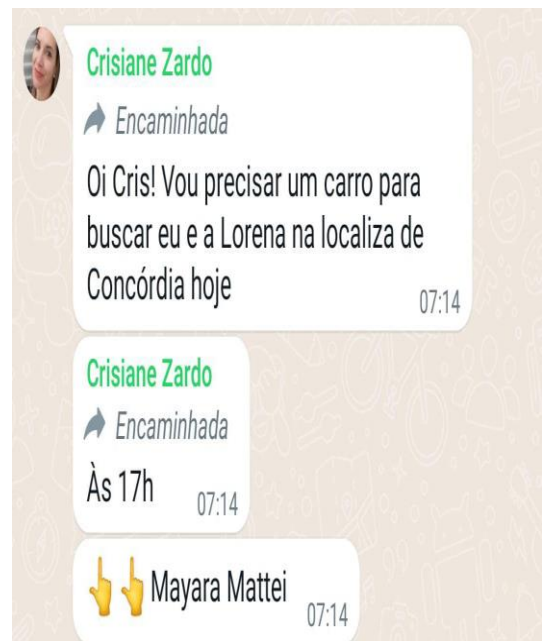 Crisiane Zardo
Encaminhada
Oi Cris! Vou precisar um carro para
buscar eu e a Lorena na localiza de
Concórdia hoje
07:14
Crisiane Zardo
Encaminhada
Às 17h 07:14
👆👆Mayara Mattei
07:14